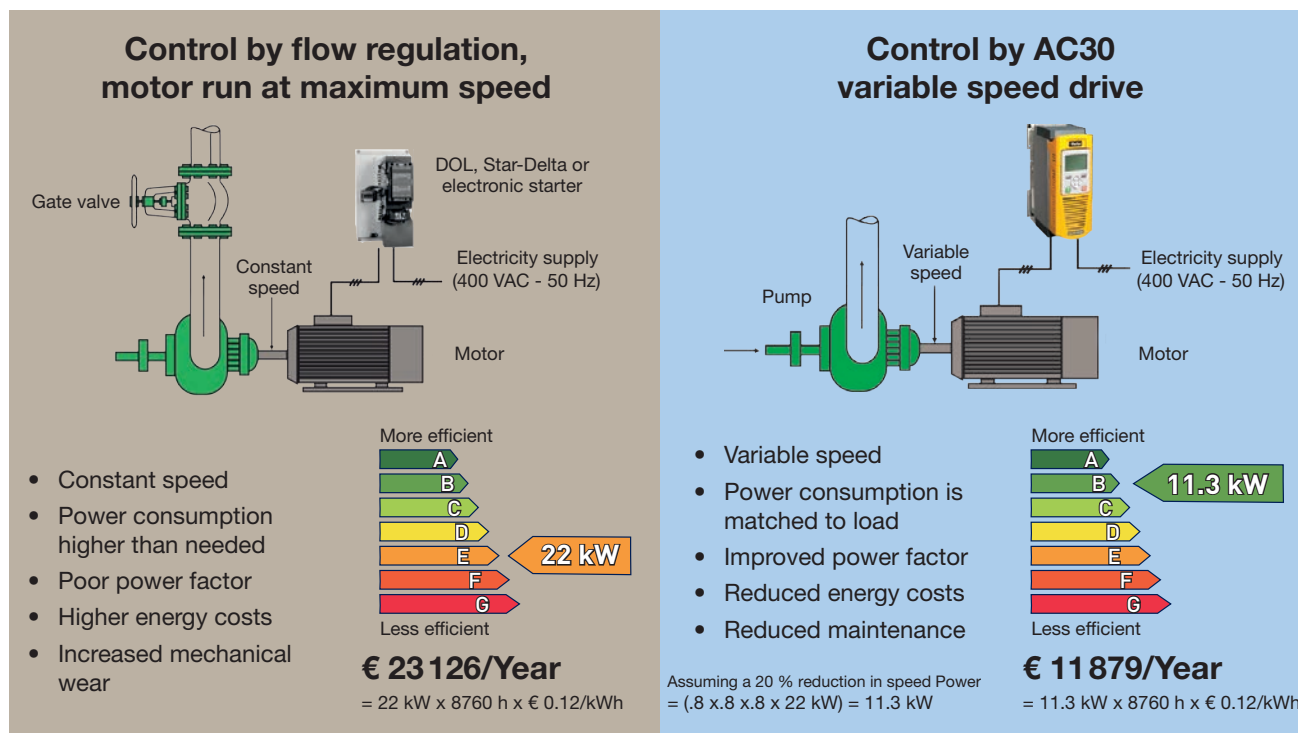 Control by flow regulation,
motor run at maximum speed
Gate valve
DOL, Star-Delta or
electronic starter
Constant
speed
Electricity supply
(400 VAC - 50 Hz)
Motor
• Constant speed
• Power consumption
higher than needed
• Poor power factor
• Higher energy costs
• Increased mechanical
wear
More efficient
A
B
C
D
E
F
G
22 kW
Less efficient
€ 23 126/Year
= 22 kW x 8760 h x € 0.12/kWh
Control by AC30
variable speed drive
Pump
Variable
speed
Electricity supply
(400 VAC - 50 Hz)
Motor
• Variable speed
• Power consumption is
matched to load
• Improved power factor
• Reduced energy costs
• Reduced maintenance
Assuming a 20 % reduction in speed Power
= (.8 x.8 x.8 x 22 kW) = 11.3 kW
More efficient
A
B
C
D
E
F
G
11.3 kW
Less efficient
€ 11 879/Year
= 11.3 kW x 8760 h x € 0.12/kWh